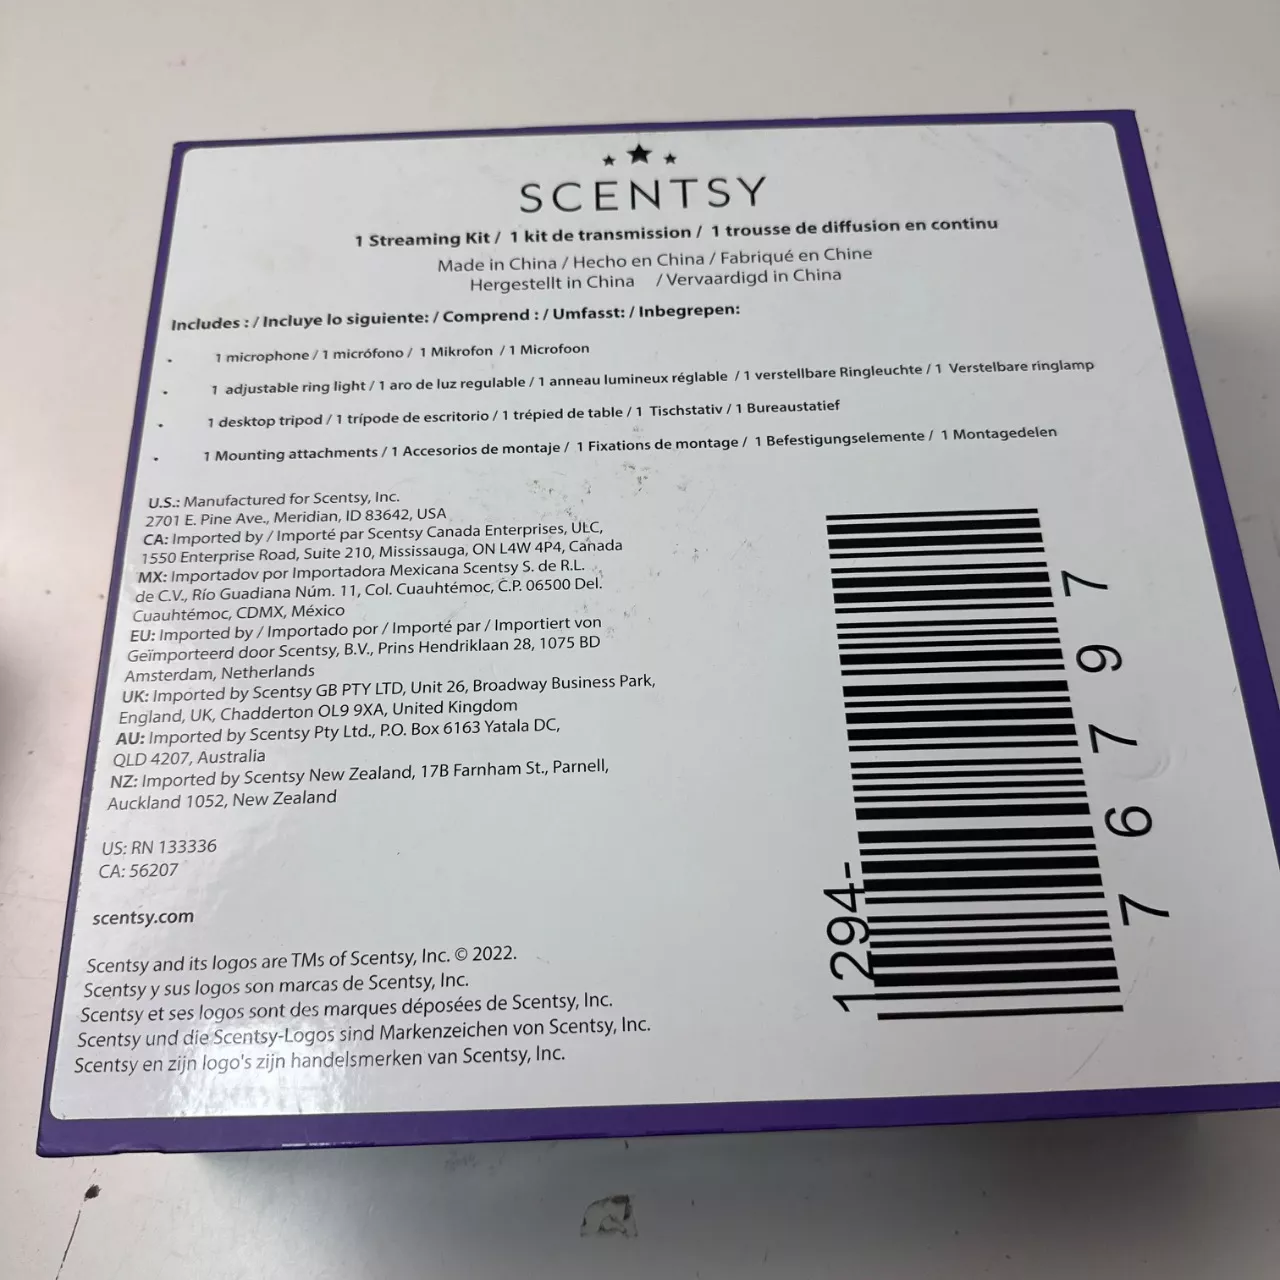 SCENTSY
1 Streaming Kit / 1 kit de transmission / 1 trousse de diffusion en continu
Made in China / Hecho en China / Fabriqué en Chine
Hergestellt in China / Vervaardigd in China
Includes : / Incluye lo siguiente: / Comprend : / Umfasst: / Inbegrepen:
• 1 microphone / 1 micrófono / 1 Mikrofon / 1 Microfoon
• 1 adjustable ring light / 1 aro de luz regulable / 1 anneau lumineux réglable / 1 verstellbare Ringleuchte / 1 Verstelbare ringlamp
• 1 desktop tripod / 1 trípode de escritorio / 1 trépied de table / 1 Tischstativ / 1 Bureaustatief
• 1 Mounting attachments / 1 Accesorios de montaje / 1 Fixations de montage / 1 Befestigungselemente / 1 Montagedelen
U.S.: Manufactured for Scentsy, Inc.
2701 E. Pine Ave., Meridian, ID 83642, USA
CA: Imported by / Importé par Scentsy Canada Enterprises, ULC,
1550 Enterprise Road, Suite 210, Mississauga, ON L4W 4P4, Canada
MX: Importadov por Importadora Mexicana Scentsy S. de R.L.
de C.V., Río Guadiana Núm. 11, Col. Cuauhtémoc, C.P. 06500 Del.
Cuauhtémoc, CDMX, México
EU: Imported by / Importado por / Importé par / Importiert von
Geïmporteerd door Scentsy, B.V., Prins Hendriklaan 28, 1075 BD
Amsterdam, Netherlands
UK: Imported by Scentsy GB PTY LTD, Unit 26, Broadway Business Park,
England, UK, Chadderton OL9 9XA, United Kingdom
AU: Imported by Scentsy Pty Ltd., P.O. Box 6163 Yatala DC,
QLD 4207, Australia
NZ: Imported by Scentsy New Zealand, 17B Farnham St., Parnell,
Auckland 1052, New Zealand
US: RN 133336
CA: 56207
scentsy.com
Scentsy and its logos are TMs of Scentsy, Inc. © 2022.
Scentsy y sus logos son marcas de Scentsy, Inc.
Scentsy et ses logos sont des marques déposées de Scentsy, Inc.
Scentsy und die Scentsy-Logos sind Markenzeichen von Scentsy, Inc.
Scentsy en zijn logo's zijn handelsmerken van Scentsy, Inc.
1294-
76797